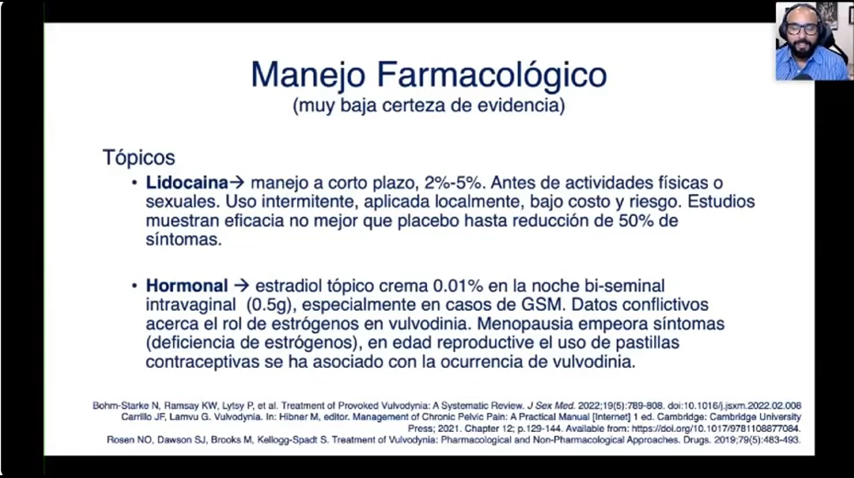 Manejo Farmacológico
(muy baja certeza de evidencia)
Tópicos
• Lidocaina→ manejo a corto plazo, 2%-5%. Antes de actividades físicas o
sexuales. Uso intermitente, aplicada localmente, bajo costo y riesgo. Estudios
muestran eficacia no mejor que placebo hasta reducción de 50% de
síntomas.
• Hormonal → estradiol tópico crema 0.01% en la noche bi-seminal
intravaginal (0.5g), especialmente en casos de GSM. Datos conflictivos
acerca el rol de estrógenos en vulvodinia. Menopausia empeora síntomas
(deficiencia de estrógenos), en edad reproductive el uso de pastillas
contraceptivas se ha asociado con la ocurrencia de vulvodinia.
Bohm-Starke N, Ramsay KW, Lytsy P, et al. Treatment of Provoked Vulvodynia: A Systematic Review. J Sex Med. 2022;19(5):789-808. doi:10.1016/j.jsxm.2022.02.008
Carrillo JF, Lamvu G. Vulvodynia. In: Hibner M, editor. Management of Chronic Pelvic Pain: A Practical Manual [Internet] 1 ed. Cambridge: Cambridge University
Press; 2021. Chapter 12; p.129-144. Available from: https://doi.org/10.1017/9781108877084.
Rosen NO, Dawson SJ, Brooks M, Kellogg-Spadt S. Treatment of Vulvodynia: Pharmacological and Non-Pharmacological Approaches. Drugs. 2019;79(5):483-493.